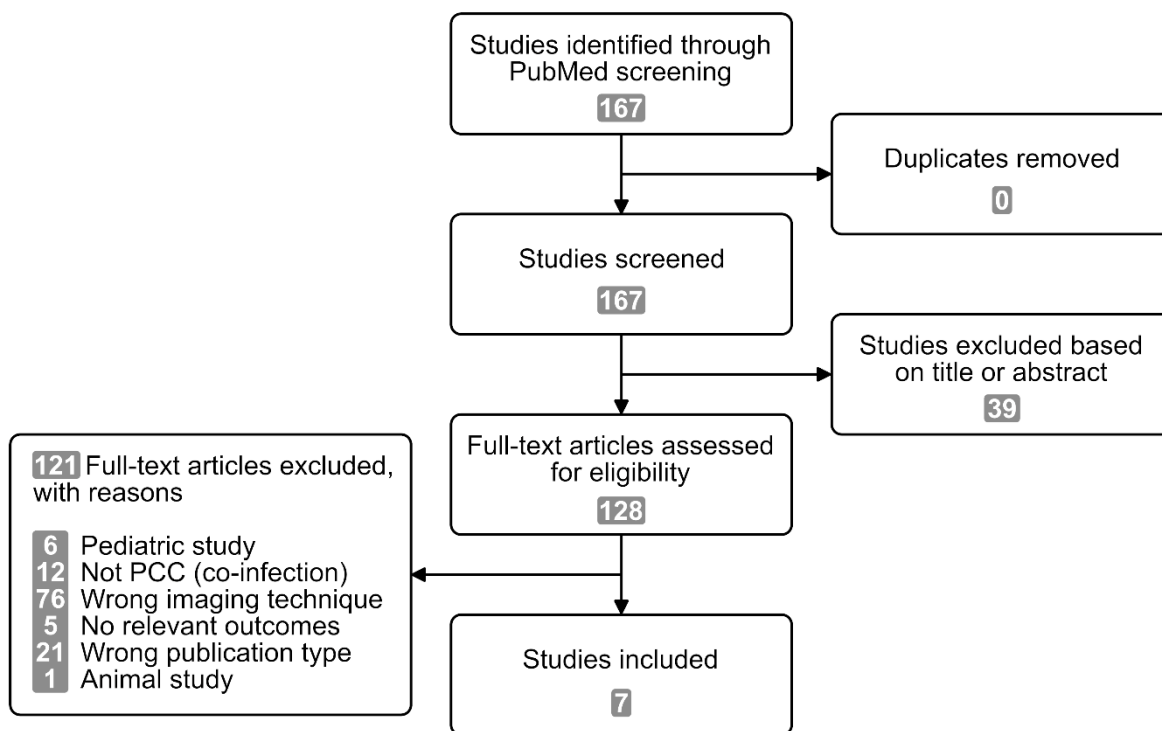 Studies identified through
PubMed screening
167
Duplicates removed
0
Studies screened
167
Studies excluded based
on title or abstract
39
Full-text articles assessed
for eligibility
128
121 Full-text articles excluded,
with reasons
6 Pediatric study
12 Not PCC (co-infection)
76 Wrong imaging technique
5 No relevant outcomes
21 Wrong publication type
1 Animal study
Studies included
7